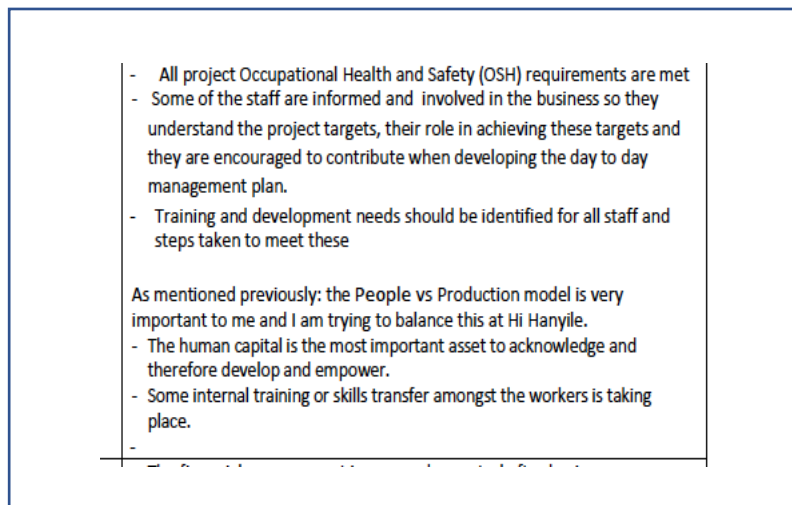 - All project Occupational Health and Safety (OSH) requirements are met
- Some of the staff are informed and involved in the business so they
understand the project targets, their role in achieving these targets and
they are encouraged to contribute when developing the day to day
management plan.
- Training and development needs should be identified for all staff and
steps taken to meet these
As mentioned previously: the People vs Production model is very
important to me and I am trying to balance this at Hi Hanyile.
- The human capital is the most important asset to acknowledge and
therefore develop and empower.
- Some internal training or skills transfer amongst the workers is taking
place.
-